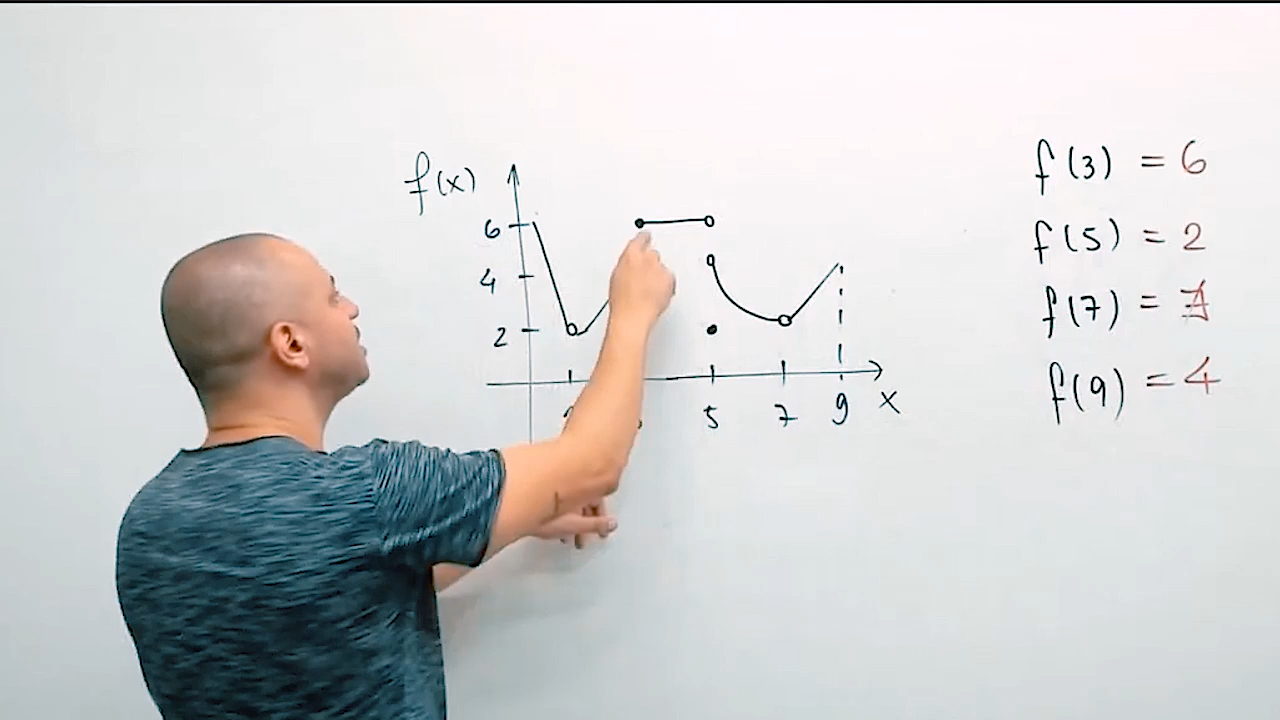 f(x)
6
4
2
5 7 9 x
f(3) = 6
f(5) = 2
f(7) = ∄
f(9) = 4